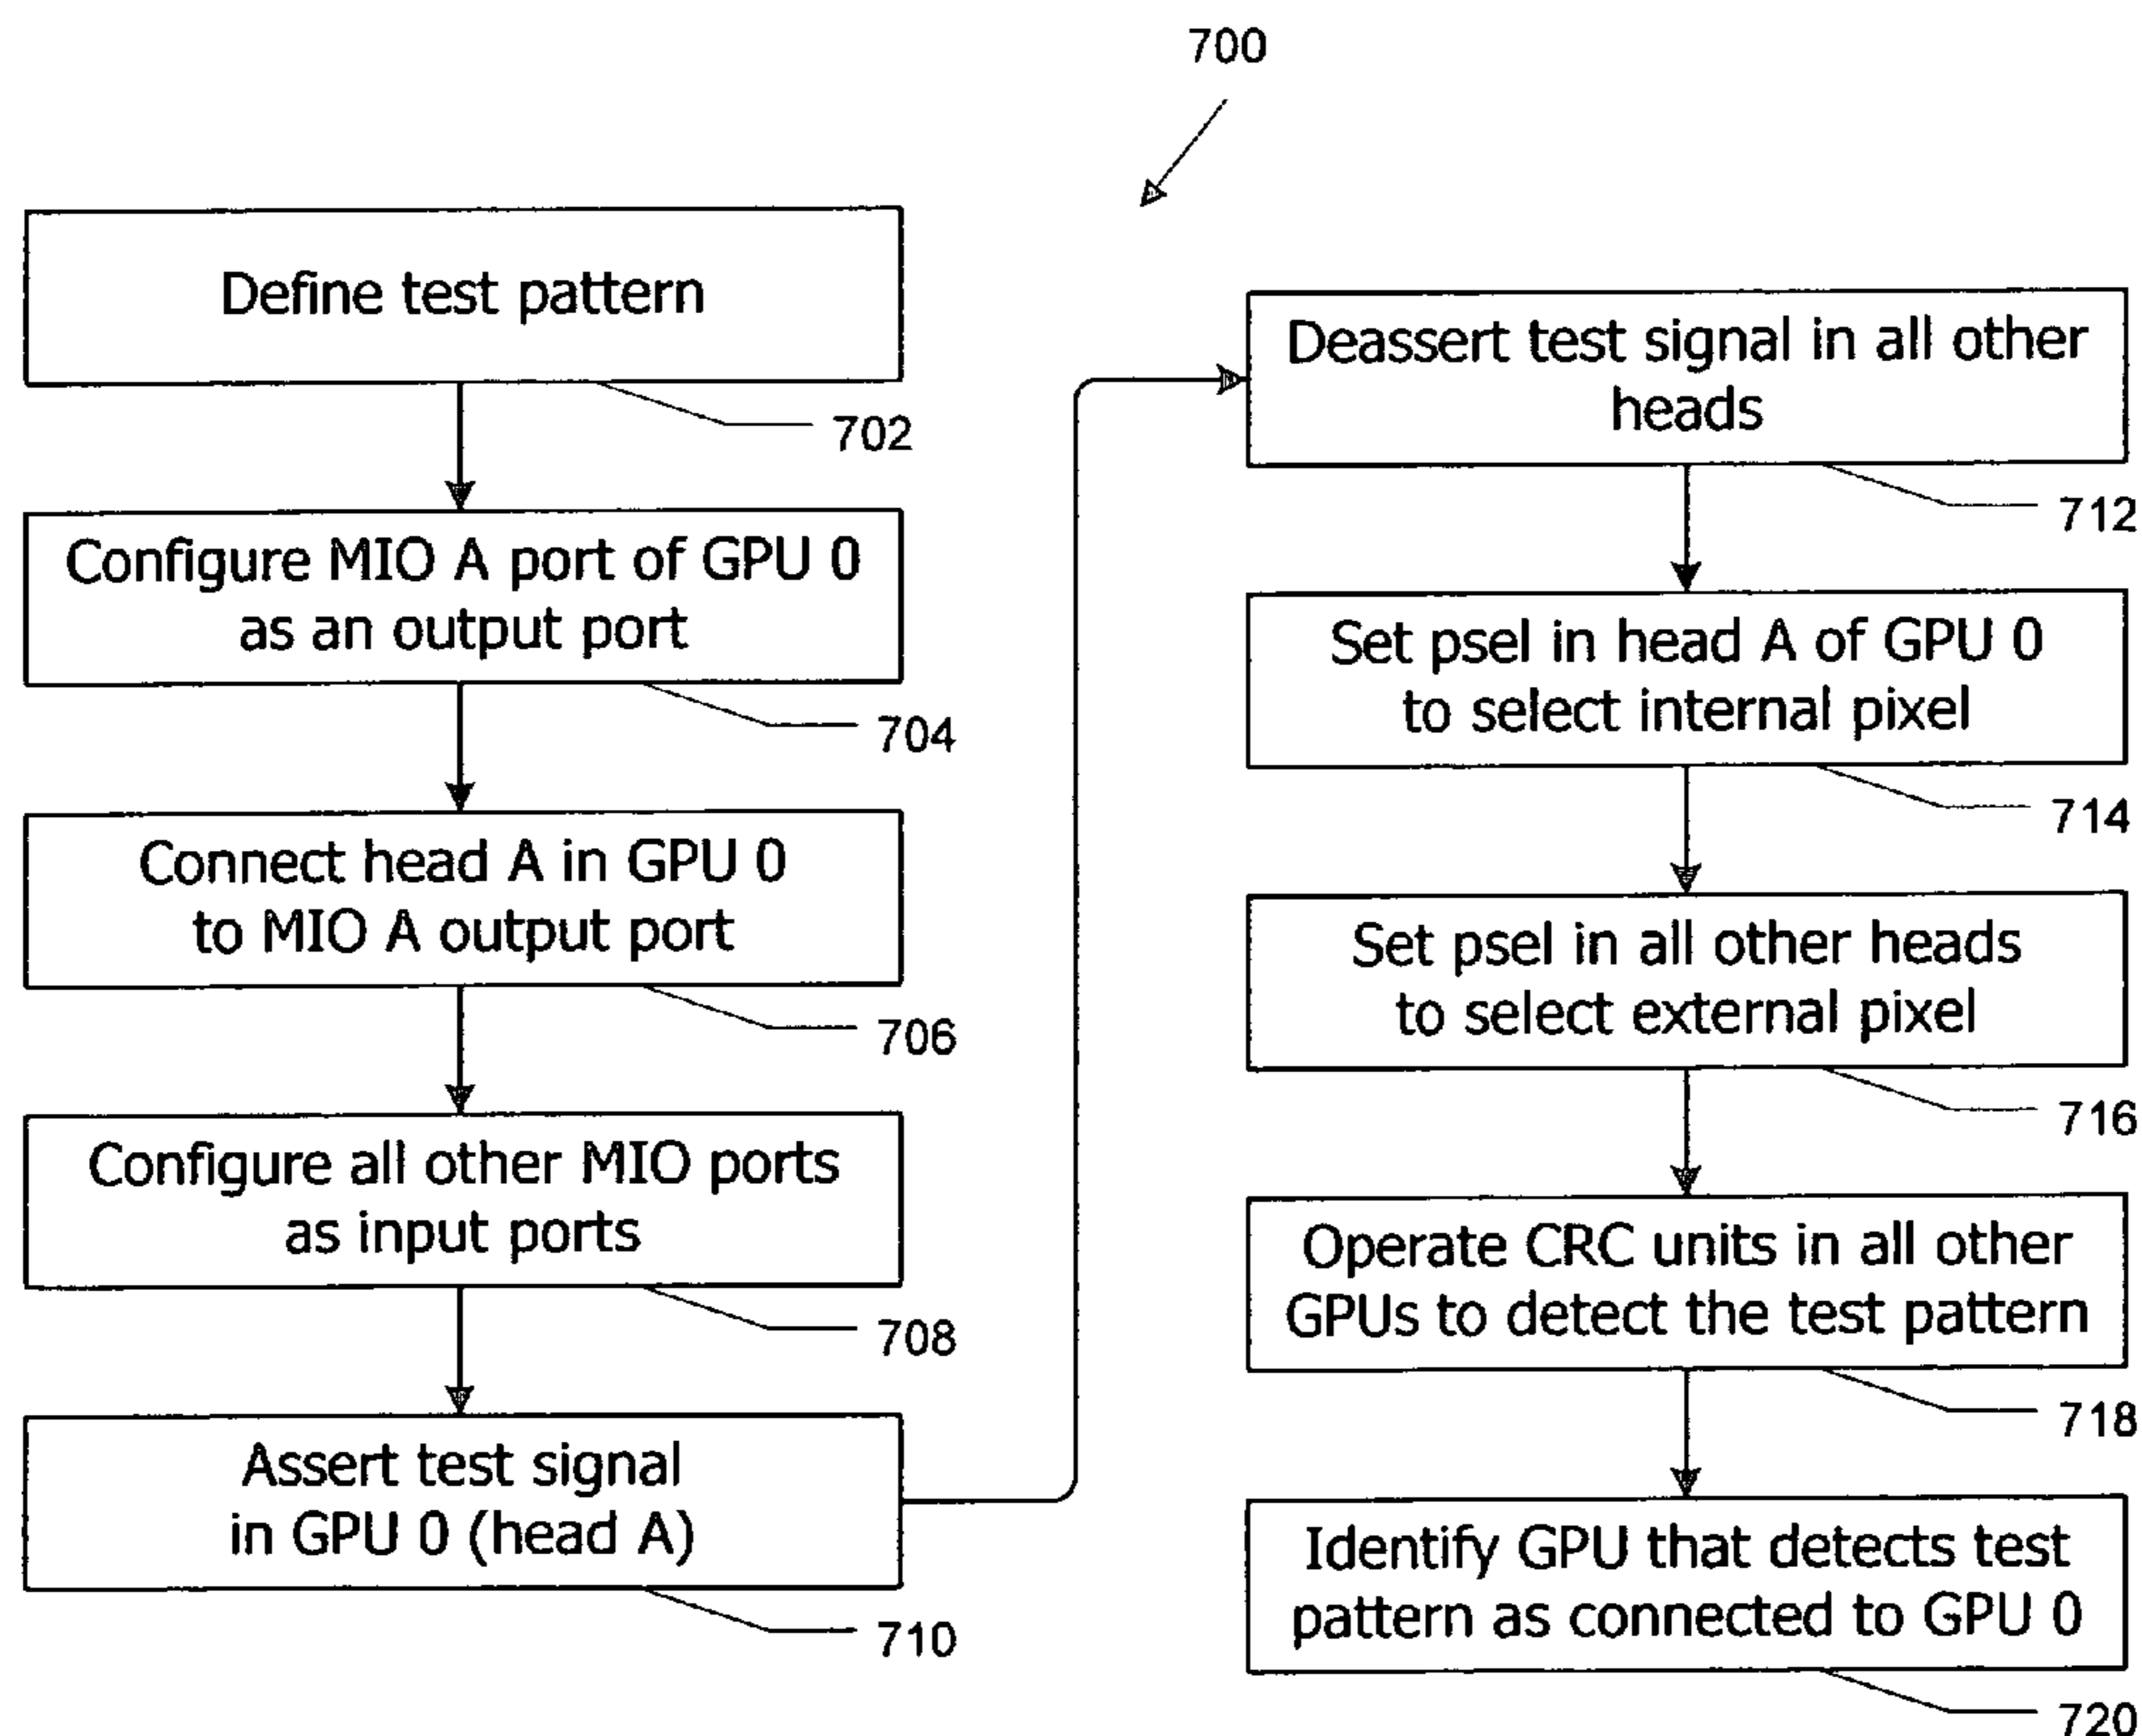 700
Define test pattern
702
Configure MIO A port of GPU 0
as an output port
704
Connect head A in GPU 0
to MIO A output port
706
Configure all other MIO ports
as input ports
708
Assert test signal
in GPU 0 (head A)
710
Deassert test signal in all other
heads
712
Set psel in head A of GPU 0
to select internal pixel
714
Set psel in all other heads
to select external pixel
716
Operate CRC units in all other
GPUs to detect the test pattern
718
Identify GPU that detects test
pattern as connected to GPU 0
720